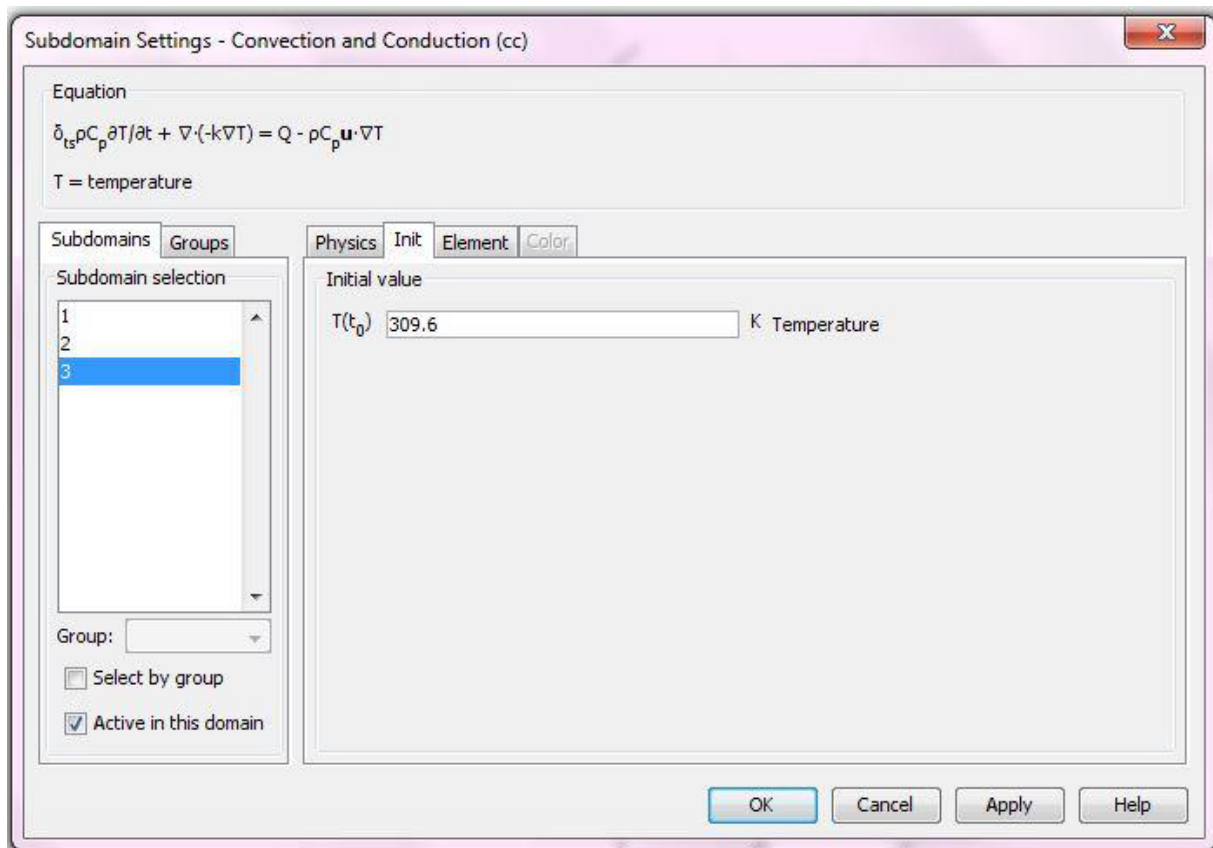 Subdomain Settings - Convection and Conduction (cc)
Equation
δtsρCp∂T/∂t + ∇·(-k∇T) = Q - ρCpu·∇T
T = temperature
Subdomains Groups
Physics Init Element Color
Subdomain selection
Initial value
1
T(t0) 309.6 K Temperature
2
3
Group:
Select by group
Active in this domain
OK Cancel Apply Help